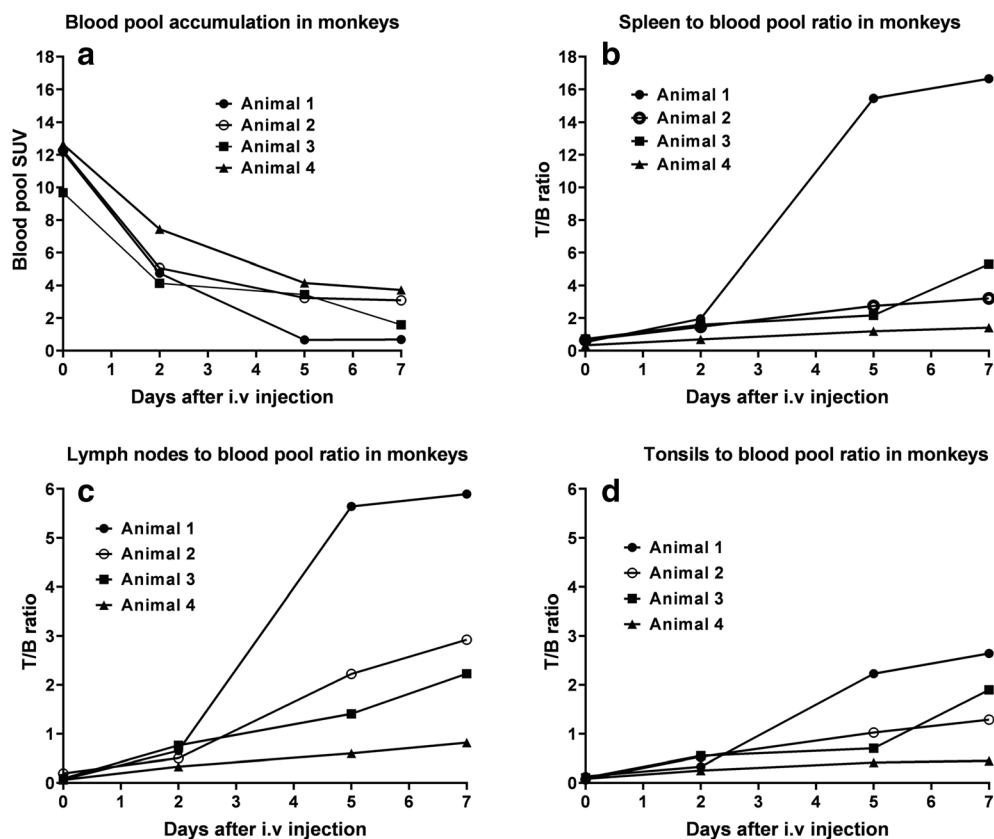 Blood pool accumulation in monkeys
a
18
16
14
12
10
8
6
4
2
0
Blood pool SUV
Animal 1
Animal 2
Animal 3
Animal 4
0 1 2 3 4 5 6 7
Days after i.v injection
Spleen to blood pool ratio in monkeys
b
18
16
14
12
10
8
6
4
2
0
T/B ratio
Animal 1
Animal 2
Animal 3
Animal 4
0 1 2 3 4 5 6 7
Days after i.v injection
Lymph nodes to blood pool ratio in monkeys
c
6
5
4
3
2
1
0
T/B ratio
Animal 1
Animal 2
Animal 3
Animal 4
0 1 2 3 4 5 6 7
Days after i.v injection
Tonsils to blood pool ratio in monkeys
d
6
5
4
3
2
1
0
T/B ratio
Animal 1
Animal 2
Animal 3
Animal 4
0 1 2 3 4 5 6 7
Days after i.v injection